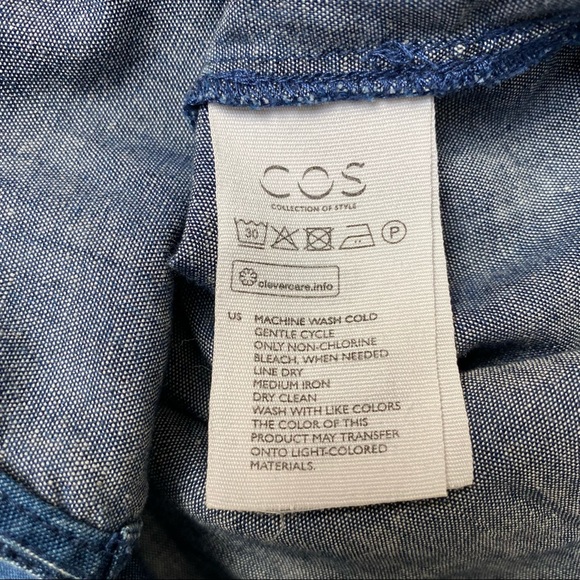 COS
COLLECTION OF STYLE
30 P
clevercare.info
US MACHINE WASH COLD
GENTLE CYCLE
ONLY NON-CHLORINE
BLEACH, WHEN NEEDED
LINE DRY
MEDIUM IRON
DRY CLEAN
WASH WITH LIKE COLORS
THE COLOR OF THIS
PRODUCT MAY TRANSFER
ONTO LIGHT-COLORED
MATERIALS.